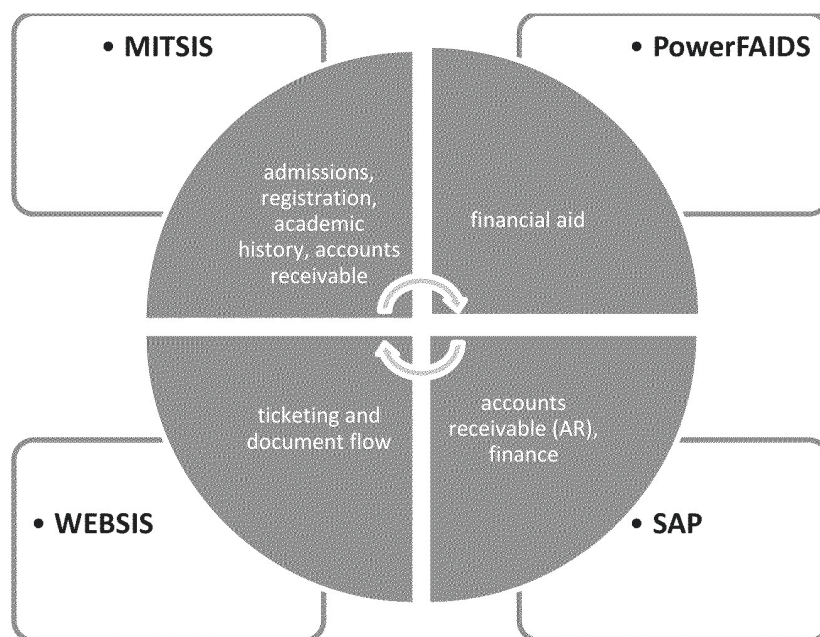 • MITSIS
• PowerFAIDS
admissions,
registration,
academic
history, accounts
receivable
financial aid
ticketing and
document flow
accounts
receivable (AR),
finance
• WEBSIS
• SAP